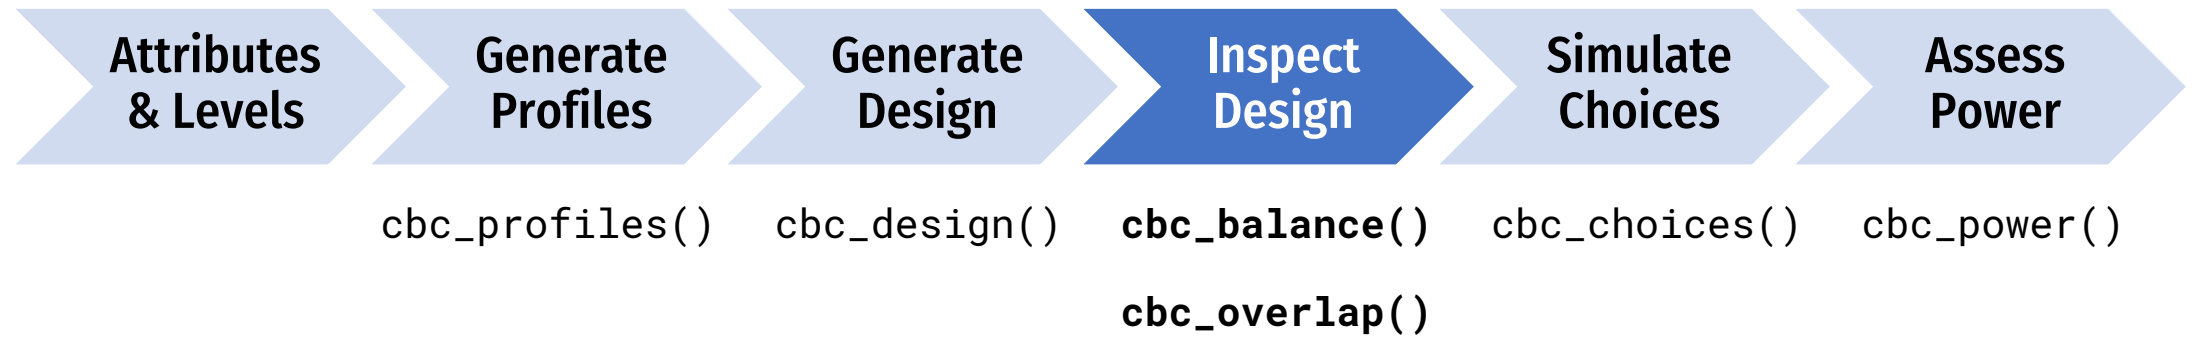 Attributes
& Levels
Generate
Profiles
Generate
Design
Inspect
Design
Simulate
Choices
Assess
Power
cbc_profiles()
cbc_design()
cbc_balance()
cbc_choices()
cbc_power()
cbc_overlap()